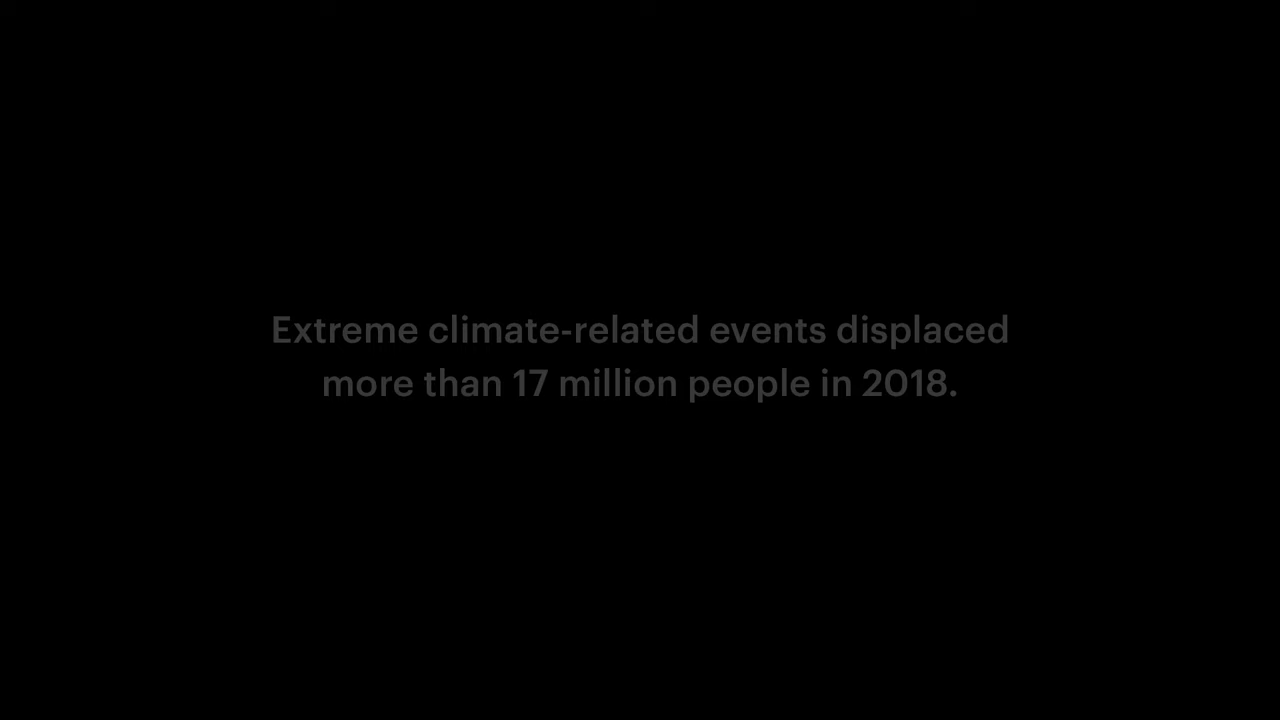 Extreme climate-related events displaced
more than 17 million people in 2018.